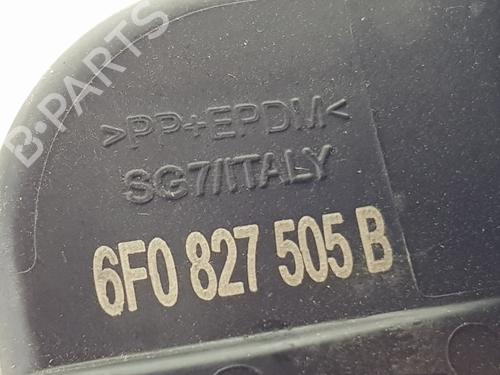 B-PARTS
>PP+EPDM<
SG7/ITALY
6F0 827 505 B